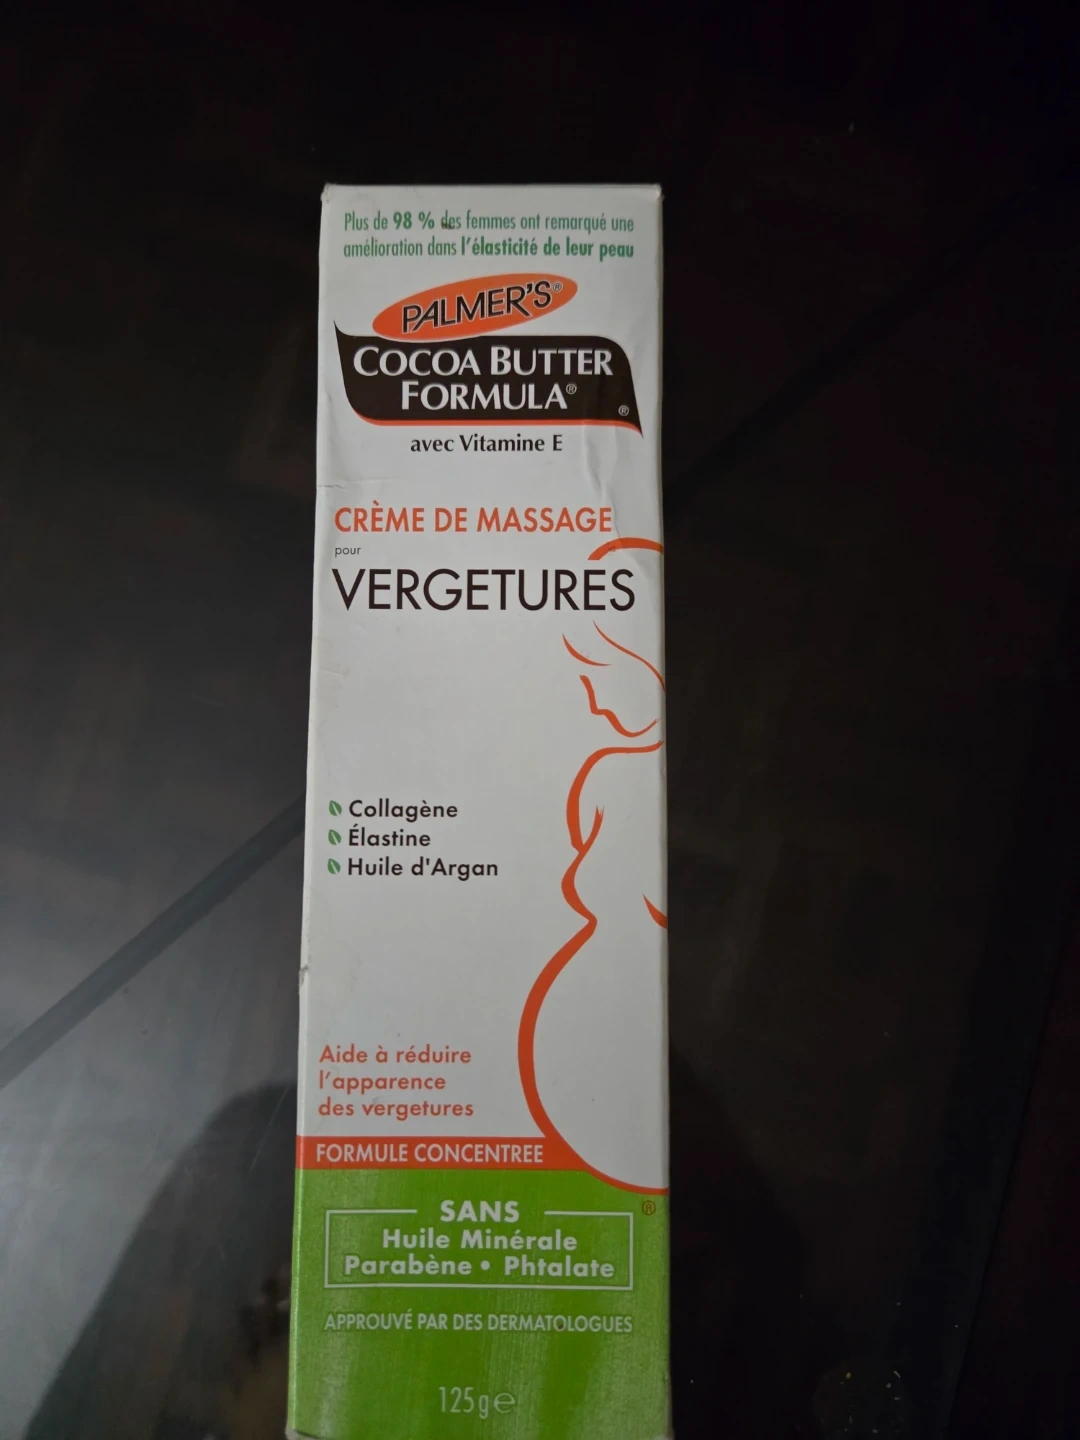 Plus de 98 % des femmes ont remarqué une
amélioration dans l'élasticité de leur peau
PALMER'S®
COCOA BUTTER
FORMULA®
®
avec Vitamine E
CRÈME DE MASSAGE
pour
VERGETURES
Collagène
Élastine
Huile d'Argan
Aide à réduire
l'apparence
des vergetures
FORMULE CONCENTREE
®
SANS
Huile Minérale
Parabène • Phtalate
APPROUVÉ PAR DES DERMATOLOGUES
125g℮